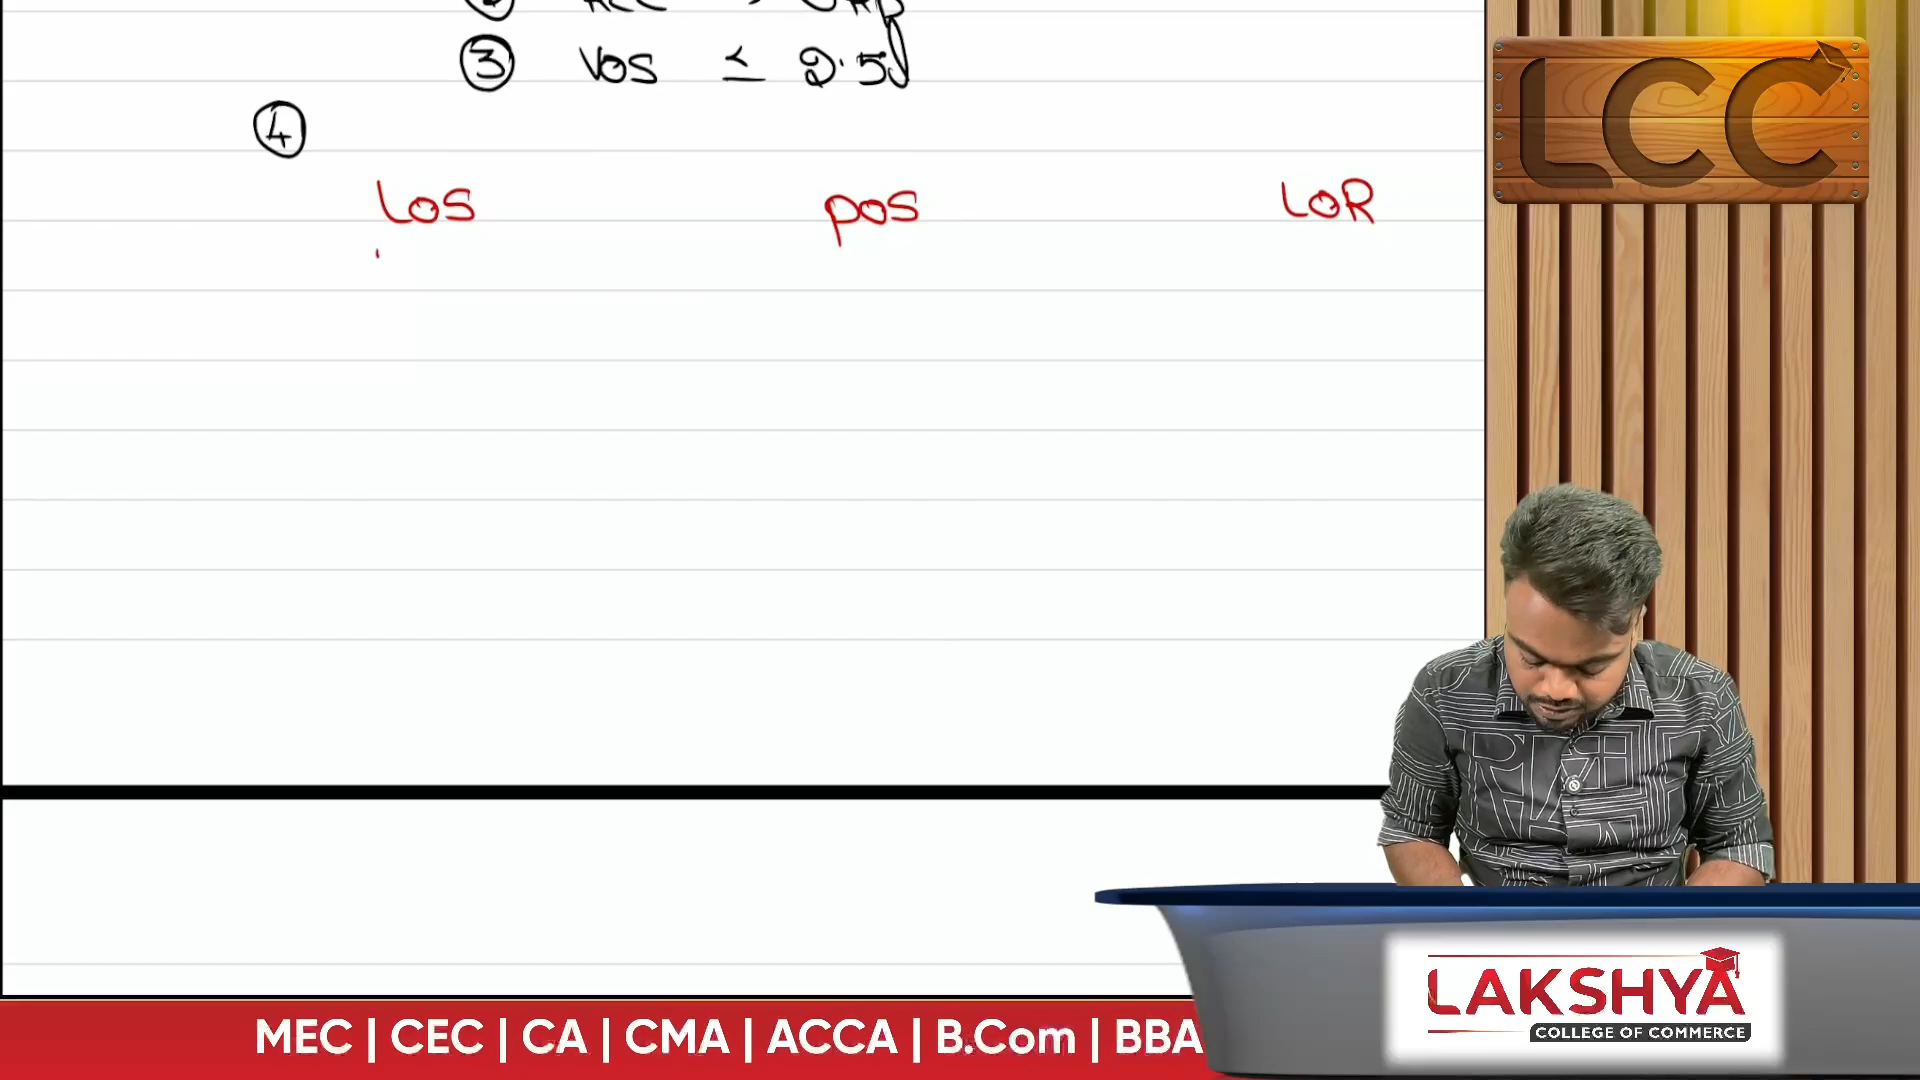 ③ VOS ≤ 2.5
④
LOS POS LOR
LCC
LAKSHYA
COLLEGE OF COMMERCE
MEC | CEC | CA | CMA | ACCA | B.Com | BBA